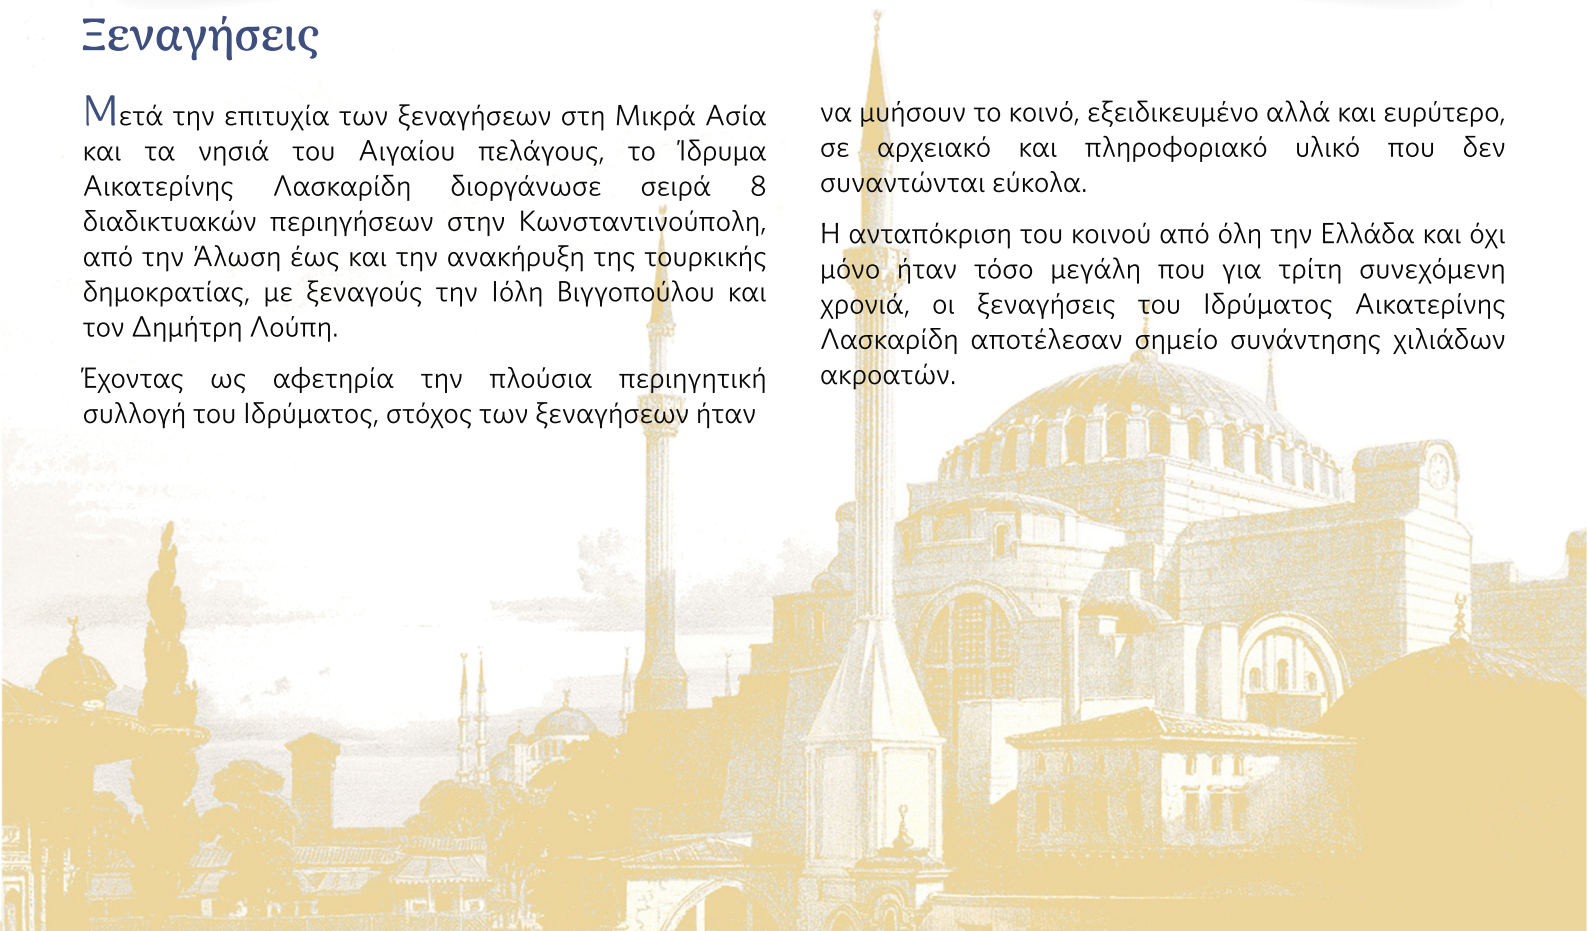 Ξεναγήσεις
Μετά την επιτυχία των ξεναγήσεων στη Μικρά Ασία
και τα νησιά του Αιγαίου πελάγους, το Ίδρυμα
Αικατερίνης Λασκαρίδη διοργάνωσε σειρά 8
διαδικτυακών περιηγήσεων στην Κωνσταντινούπολη,
από την Άλωση έως και την ανακήρυξη της τουρκικής
δημοκρατίας, με ξεναγούς την Ιόλη Βιγγοπούλου και
τον Δημήτρη Λούπη.
Έχοντας ως αφετηρία την πλούσια περιηγητική
συλλογή του Ιδρύματος, στόχος των ξεναγήσεων ήταν
να μυήσουν το κοινό, εξειδικευμένο αλλά και ευρύτερο,
σε αρχειακό και πληροφοριακό υλικό που δεν
συναντώνται εύκολα.
Η ανταπόκριση του κοινού από όλη την Ελλάδα και όχι
μόνο ήταν τόσο μεγάλη που για τρίτη συνεχόμενη
χρονιά, οι ξεναγήσεις του Ιδρύματος Αικατερίνης
Λασκαρίδη αποτέλεσαν σημείο συνάντησης χιλιάδων
ακροατών.